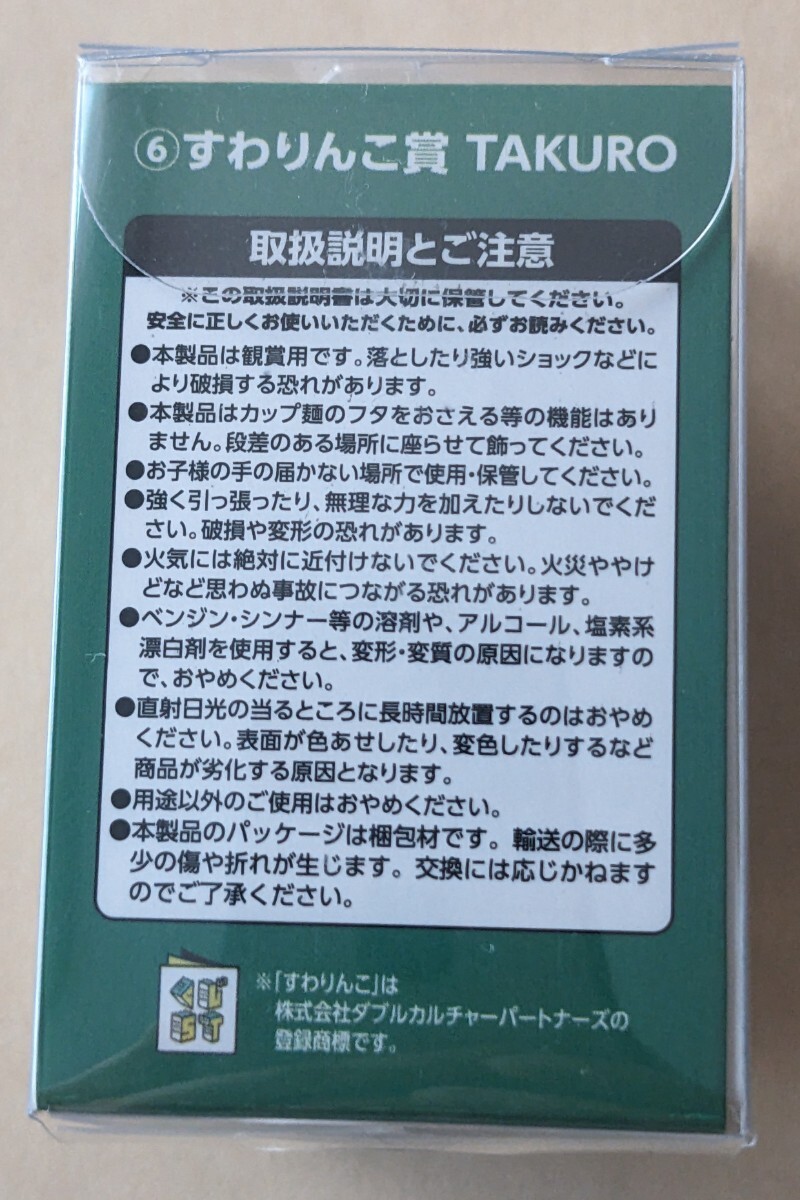 ⑥すわりんこ賞 TAKURO
取扱説明とご注意
※この取扱説明書は大切に保管してください。
安全に正しくお使いいただくために、必ずお読みください。
●本製品は観賞用です。落としたり強いショックなどに
より破損する恐れがあります。
●本製品はカップ麺のフタをおさえる等の機能はあり
ません。段差のある場所に座らせて飾ってください。
●お子様の手の届かない場所で使用・保管してください。
●強く引っ張ったり、無理な力を加えたりしないでくだ
さい。破損や変形の恐れがあります。
●火気には絶対に近付けないでください。火災ややけ
どなど思わぬ事故につながる恐れがあります。
●ベンジン・シンナー等の溶剤や、アルコール、塩素系
漂白剤を使用すると、変形・変質の原因になりますの
で、おやめください。
●直射日光の当るところに長時間放置するのはおやめ
ください。表面が色あせしたり、変色したりするなど
商品が劣化する原因となります。
●用途以外のご使用はおやめください。
●本製品のパッケージは梱包材です。輸送の際に多
少の傷や折れが生じます。交換には応じかねます
のでご了承ください。
くじ
ST
※「すわりんこ」は
株式会社ダブルカルチャーパートナーズの
登録商標です。